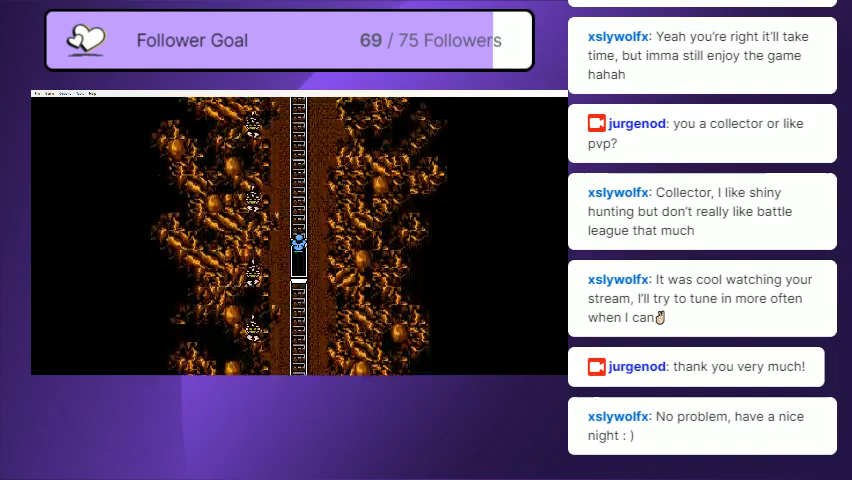 Follower Goal
69 / 75 Followers
xslywolfx: Yeah you're right it'll take
time, but imma still enjoy the game
hahah
jurgenod: you a collector or like
pvp?
xslywolfx: Collector, I like shiny
hunting but don't really like battle
league that much
xslywolfx: It was cool watching your
stream, I'll try to tune in more often
when I can✌🏻
jurgenod: thank you very much!
xslywolfx: No problem, have a nice
night : )